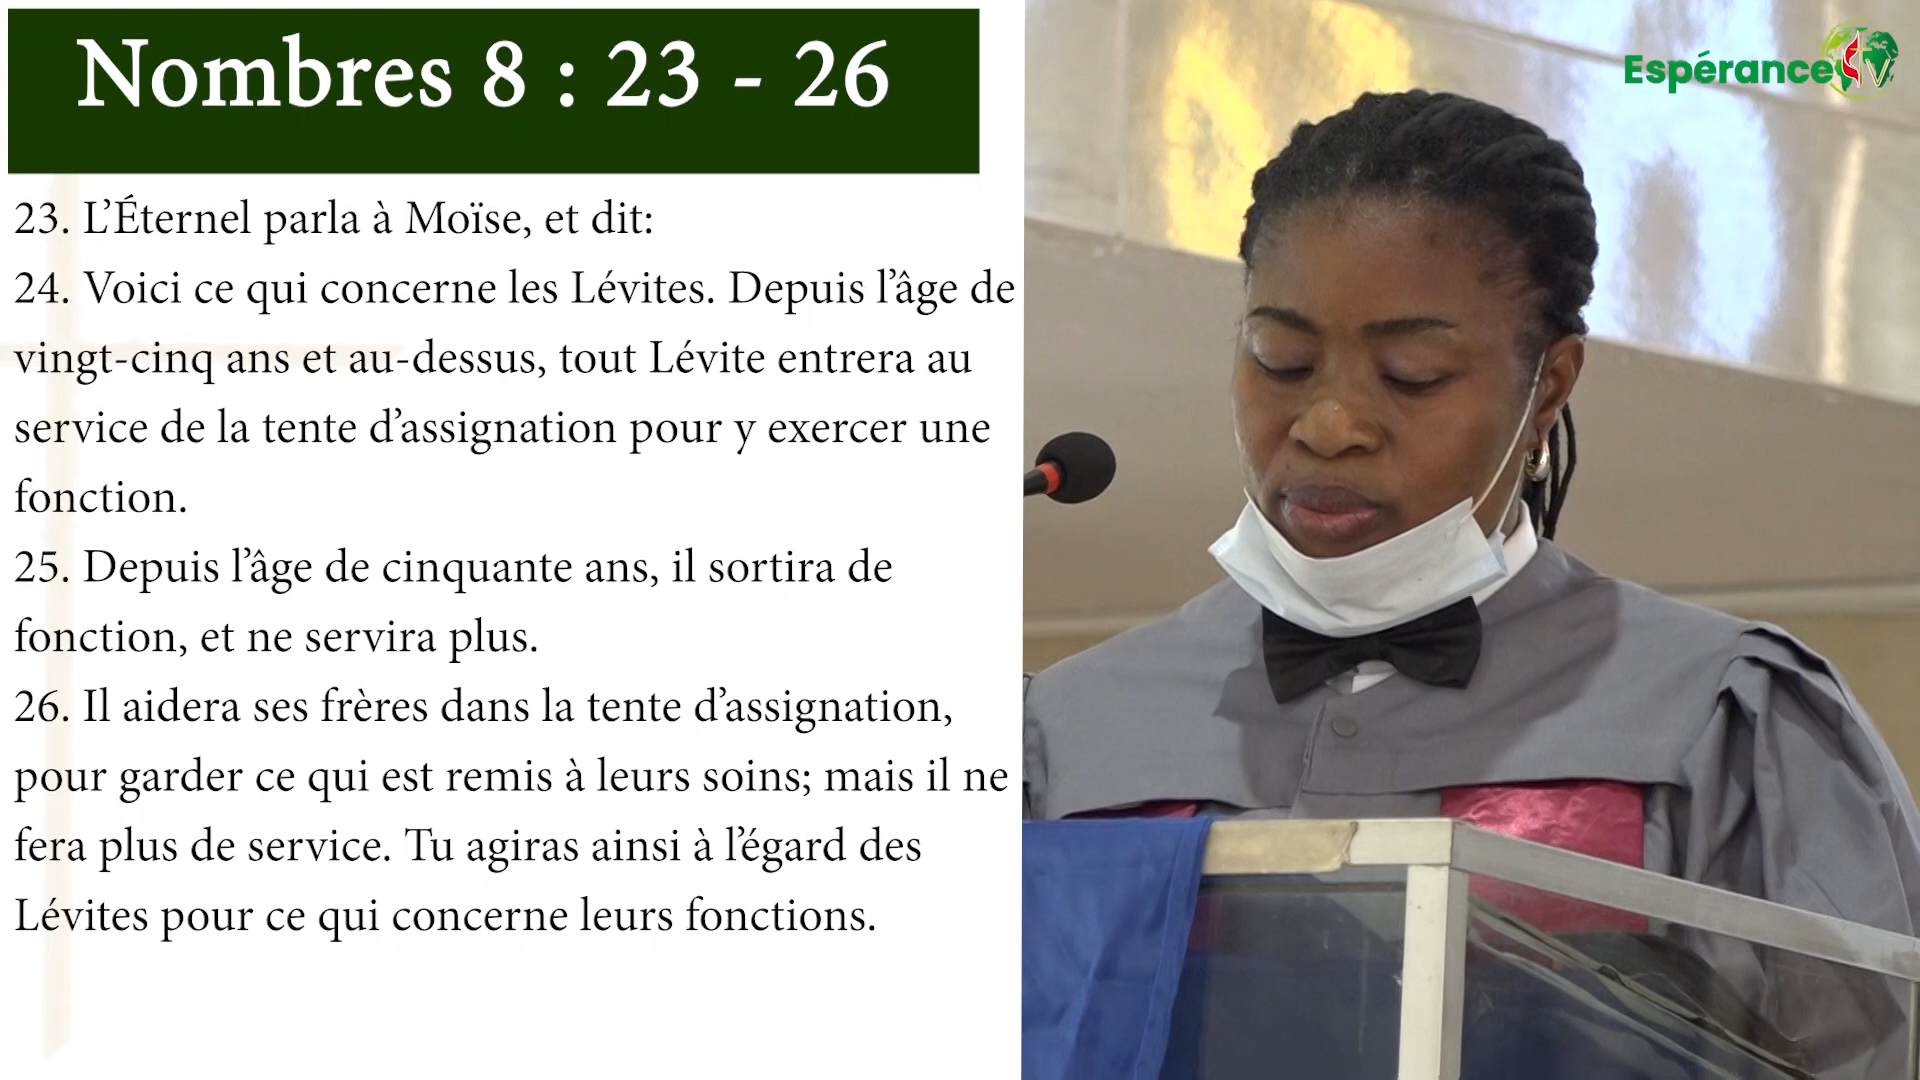 Nombres 8 : 23 - 26
EspéranceTV
23. L’Éternel parla à Moïse, et dit:
24. Voici ce qui concerne les Lévites. Depuis l’âge de
vingt-cinq ans et au-dessus, tout Lévite entrera au
service de la tente d’assignation pour y exercer une
fonction.
25. Depuis l’âge de cinquante ans, il sortira de
fonction, et ne servira plus.
26. Il aidera ses frères dans la tente d’assignation,
pour garder ce qui est remis à leurs soins; mais il ne
fera plus de service. Tu agiras ainsi à l’égard des
Lévites pour ce qui concerne leurs fonctions.